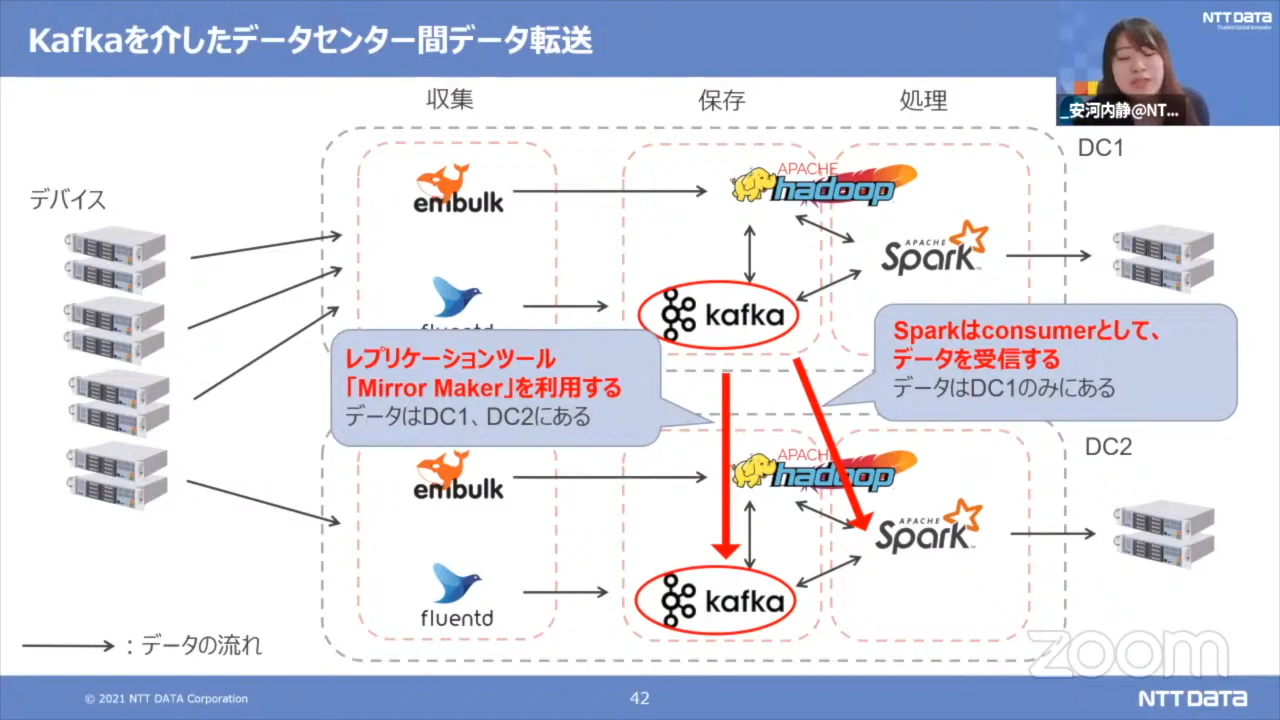 Kafkaを介したデータセンター間データ転送
NTT DATA
Trusted Global Innovator
_安河内静@NT...
収集
保存
処理
DC1
デバイス
embulk
APACHE
hadoop
APACHE
Spark
fluentd
kafka
レプリケーションツール
「Mirror Maker」を利用する
データはDC1、DC2にある
Sparkはconsumerとして、
データを受信する
データはDC1のみにある
DC2
embulk
APACHE
hadoop
APACHE
Spark
fluentd
kafka
：データの流れ
zoom
© 2021 NTT DATA Corporation
42
NTT DATA